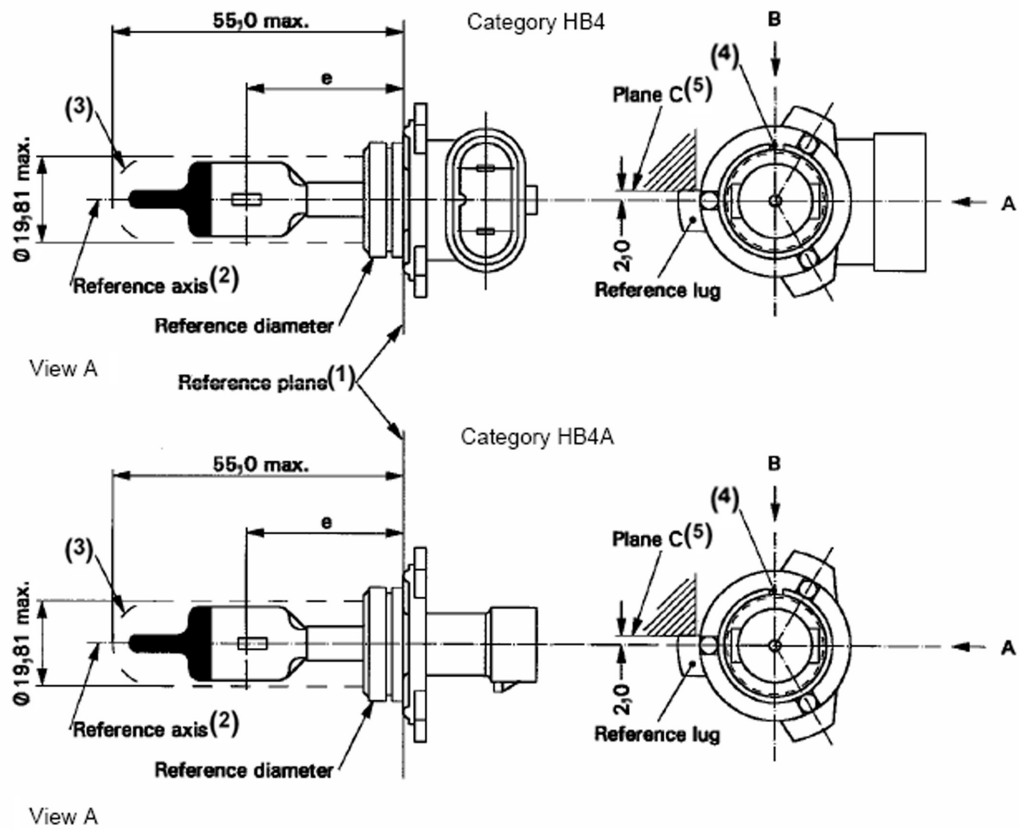 55,0 max.
Category HB4
B
(4)
e
Plane C(5)
(3)
Ø19,81 max.
A
2,0
Reference axis(2)
Reference lug
Reference diameter
View A
Reference plane(1)
Category HB4A
55,0 max.
B
(4)
e
Plane C(5)
(3)
Ø19,81 max.
A
2,0
Reference axis(2)
Reference lug
Reference diameter
View A